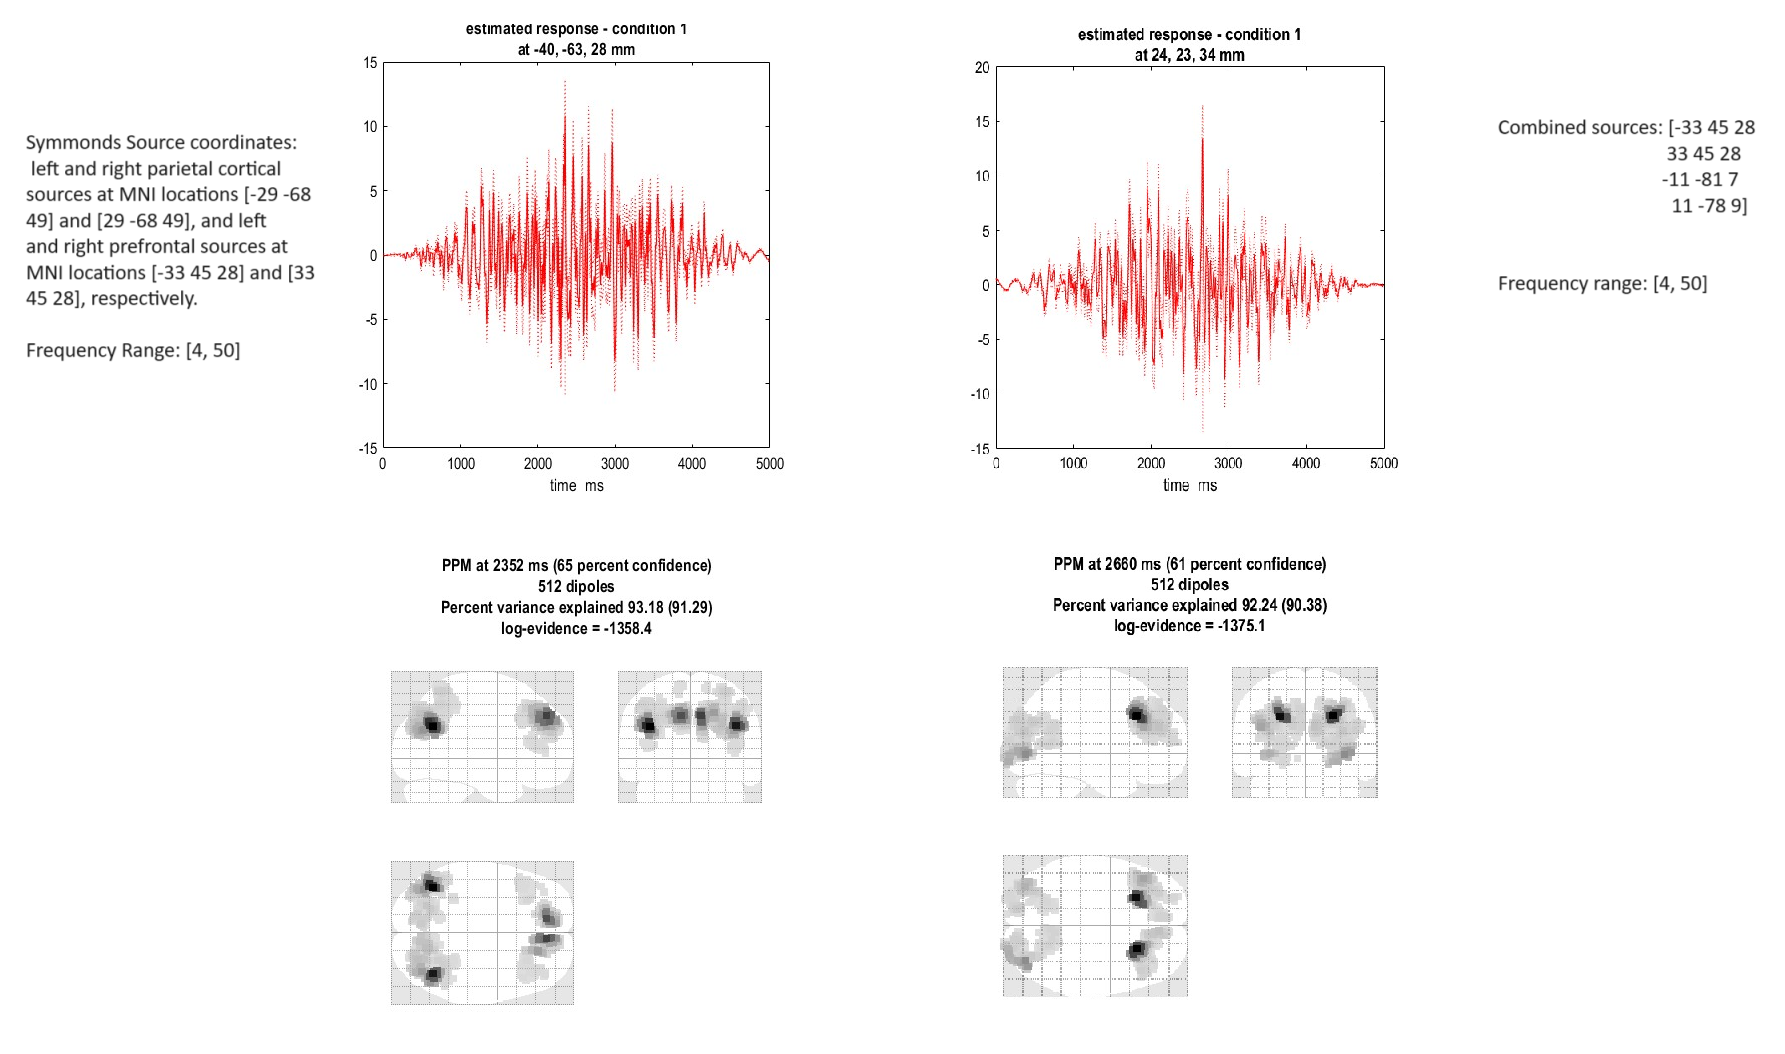 Symmonds Source coordinates:
left and right parietal cortical
sources at MNI locations [-29 -68
49] and [29 -68 49], and left
and right prefrontal sources at
MNI locations [-33 45 28] and [33
45 28], respectively.
Frequency Range: [4, 50]
estimated response - condition 1
at -40, -63, 28 mm
15
10
5
0
-5
-10
-15
0 1000 2000 3000 4000 5000
time ms
PPM at 2352 ms (65 percent confidence)
512 dipoles
Percent variance explained 93.18 (91.29)
log-evidence = -1358.4
estimated response - condition 1
at 24, 23, 34 mm
20
15
10
5
0
-5
-10
-15
0 1000 2000 3000 4000 5000
time ms
PPM at 2660 ms (61 percent confidence)
512 dipoles
Percent variance explained 92.24 (90.38)
log-evidence = -1375.1
Combined sources: [-33 45 28
33 45 28
-11 -81 7
11 -78 9]
Frequency range: [4, 50]